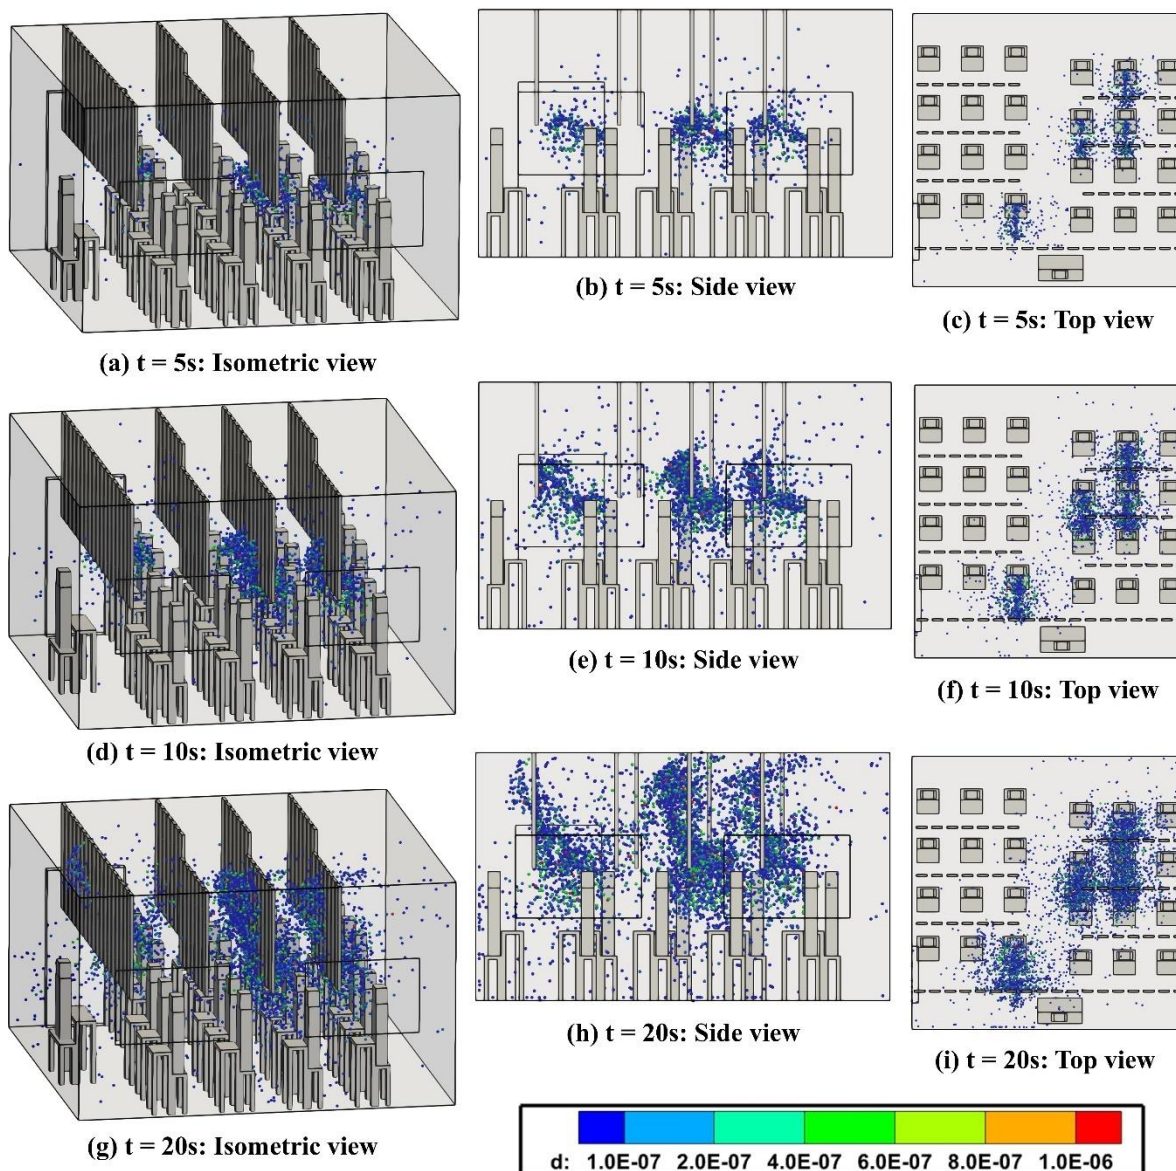 (a) t = 5s: Isometric view
(b) t = 5s: Side view
(c) t = 5s: Top view
(d) t = 10s: Isometric view
(e) t = 10s: Side view
(f) t = 10s: Top view
(g) t = 20s: Isometric view
(h) t = 20s: Side view
(i) t = 20s: Top view
d: 1.0E-07 2.0E-07 4.0E-07 6.0E-07 8.0E-07 1.0E-06